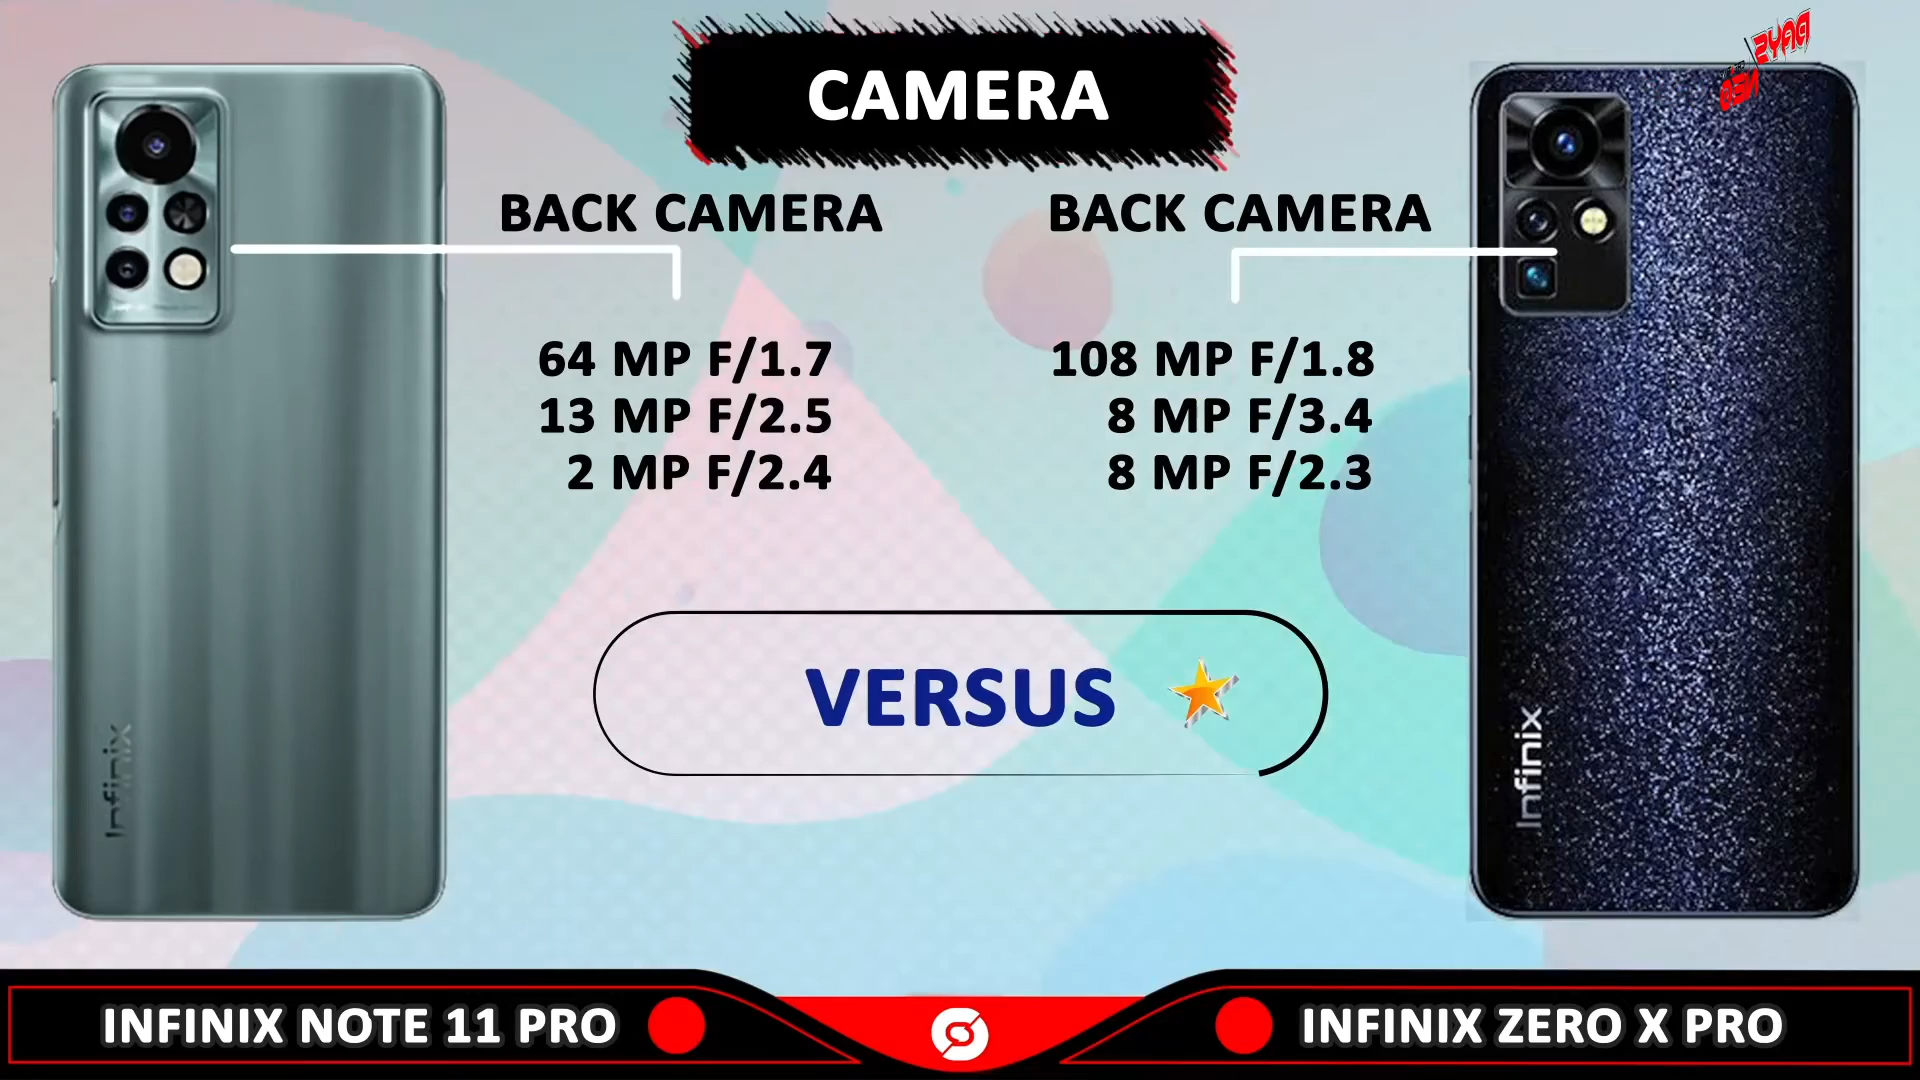 CAMERA
BACK CAMERA
64 MP F/1.7
13 MP F/2.5
2 MP F/2.4
BACK CAMERA
108 MP F/1.8
8 MP F/3.4
8 MP F/2.3
VERSUS
Infinix
Infinix
INFINIX NOTE 11 PRO
INFINIX ZERO X PRO